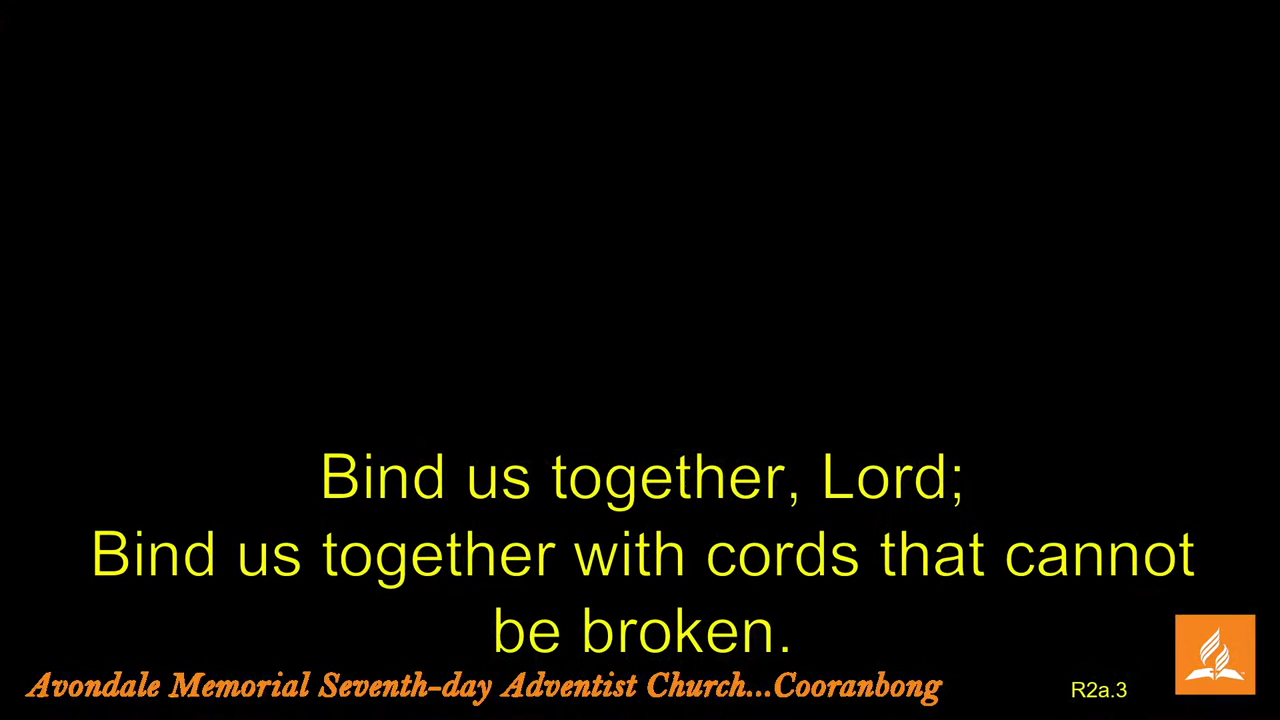 Bind us together, Lord;
Bind us together with cords that cannot
be broken.
Avondale Memorial Seventh-day Adventist Church...Cooranbong
R2a.3